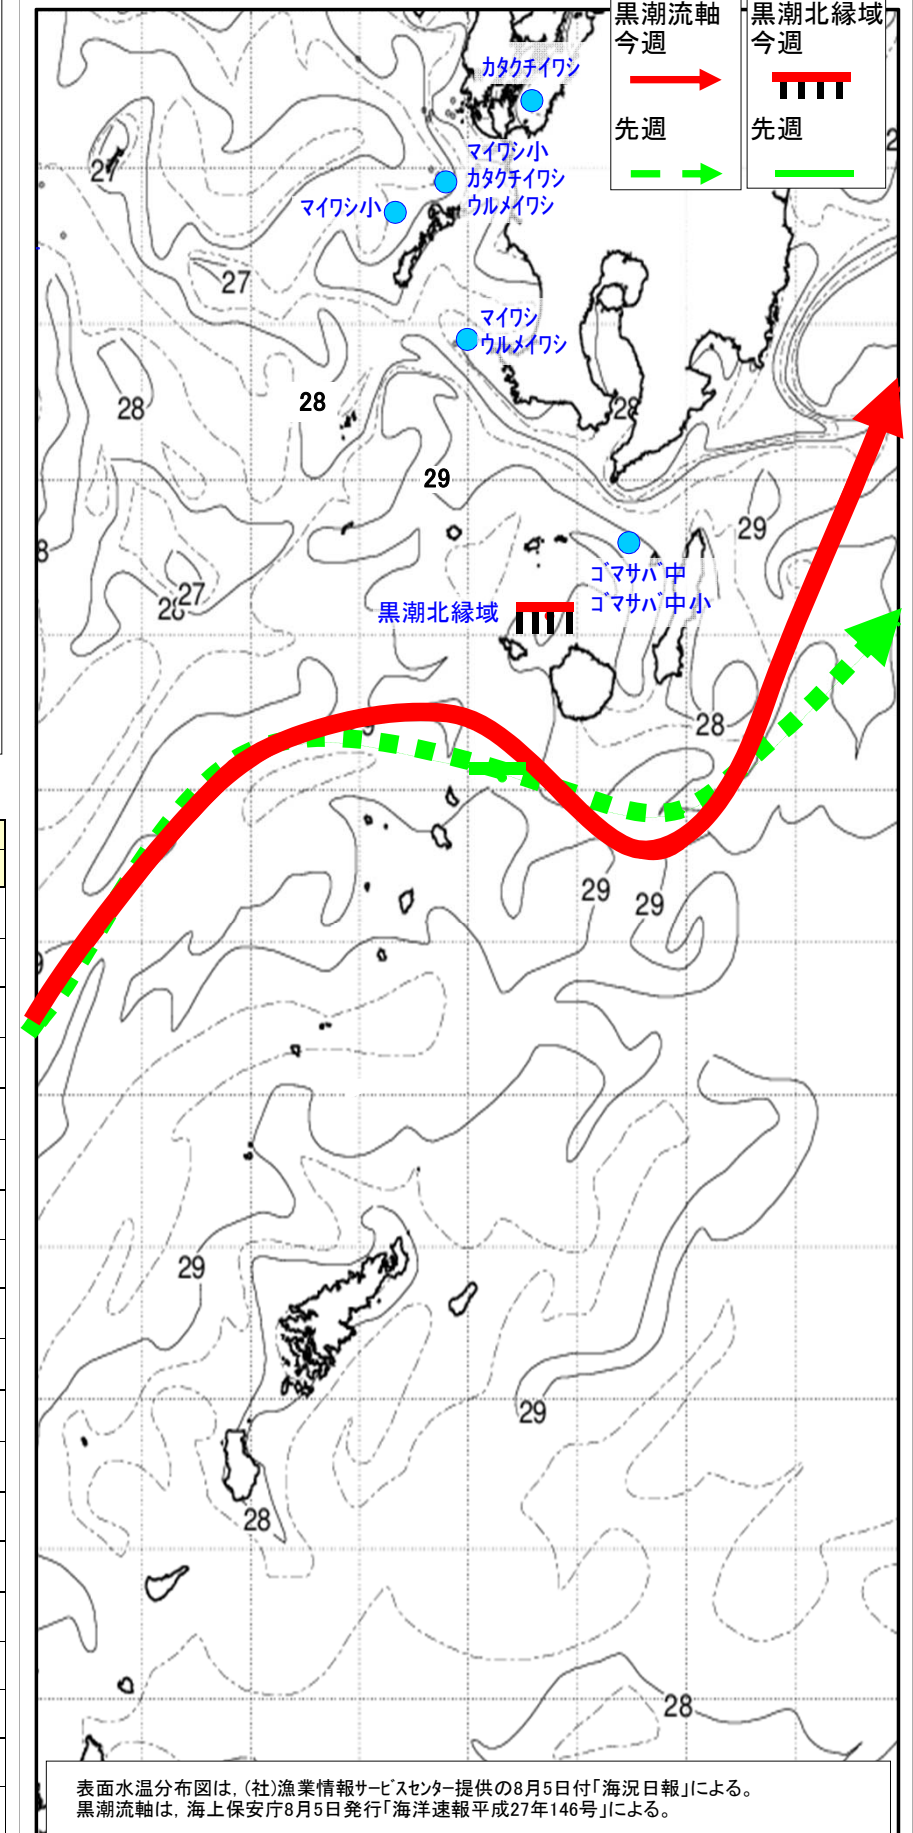 黒潮流軸
今週
先週
黒潮北縁域
今週
先週
カタクチイワシ
マイワシ小
カタクチイワシ
ウルメイワシ
マイワシ小
マイワシ
ウルメイワシ
27
27
28
28
28
29
29
8
28
27
ゴマサバ中
ゴマサバ中小
黒潮北縁域
28
29
29
29
29
28
28
表面水温分布図は,(社)漁業情報サービスセンター提供の8月5日付「海況日報」による。
黒潮流軸は,海上保安庁8月5日発行「海洋速報平成27年146号」による。